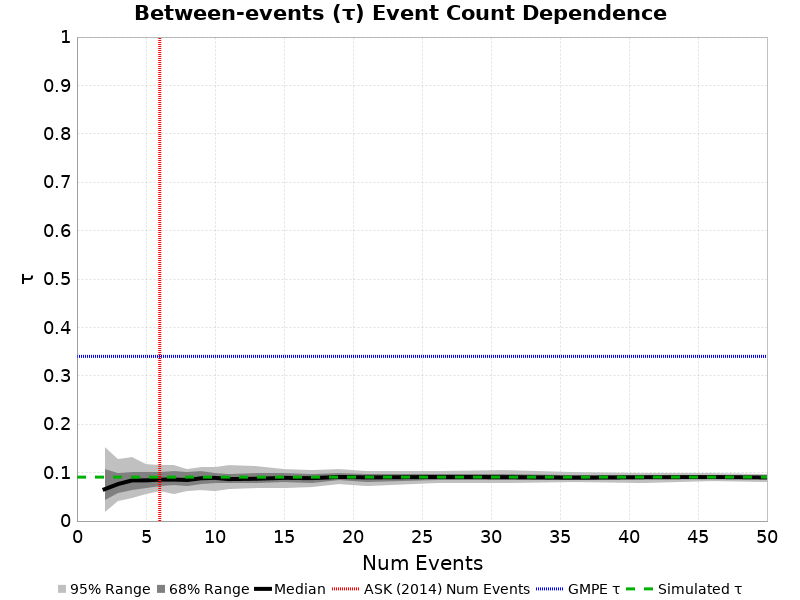 Between-events (τ) Event Count Dependence
1
0.9
0.8
0.7
0.6
0.5
0.4
0.3
0.2
0.1
0
τ
0 5 10 15 20 25 30 35 40 45 50
Num Events
95% Range 68% Range Median ASK (2014) Num Events GMPE τ Simulated τ